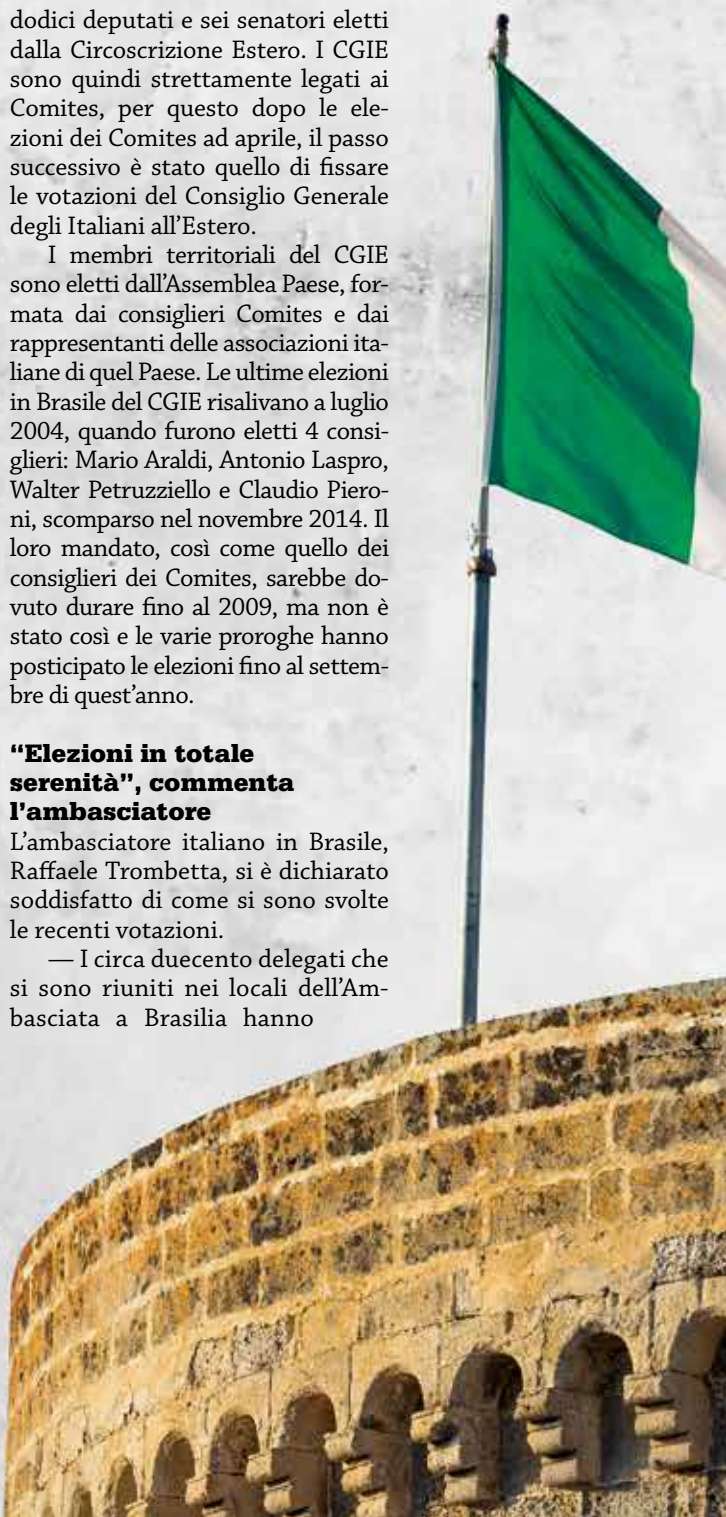 dodici deputati e sei senatori eletti
dalla Circoscrizione Estero. I CGIE
sono quindi strettamente legati ai
Comites, per questo dopo le ele-
zioni dei Comites ad aprile, il passo
successivo è stato quello di fissare
le votazioni del Consiglio Generale
degli Italiani all’Estero.
I membri territoriali del CGIE
sono eletti dall’Assemblea Paese, for-
mata dai consiglieri Comites e dai
rappresentanti delle associazioni ita-
liane di quel Paese. Le ultime elezioni
in Brasile del CGIE risalivano a luglio
2004, quando furono eletti 4 consi-
glieri: Mario Araldi, Antonio Laspro,
Walter Petruzziello e Claudio Piero-
ni, scomparso nel novembre 2014. Il
loro mandato, così come quello dei
consiglieri dei Comites, sarebbe do-
vuto durare fino al 2009, ma non è
stato così e le varie proroghe hanno
posticipato le elezioni fino al settem-
bre di quest’anno.
“Elezioni in totale
serenità”, commenta
l’ambasciatore
L’ambasciatore italiano in Brasile,
Raffaele Trombetta, si è dichiarato
soddisfatto di come si sono svolte
le recenti votazioni.
— I circa duecento delegati che
si sono riuniti nei locali dell’Am-
basciata a Brasilia hanno